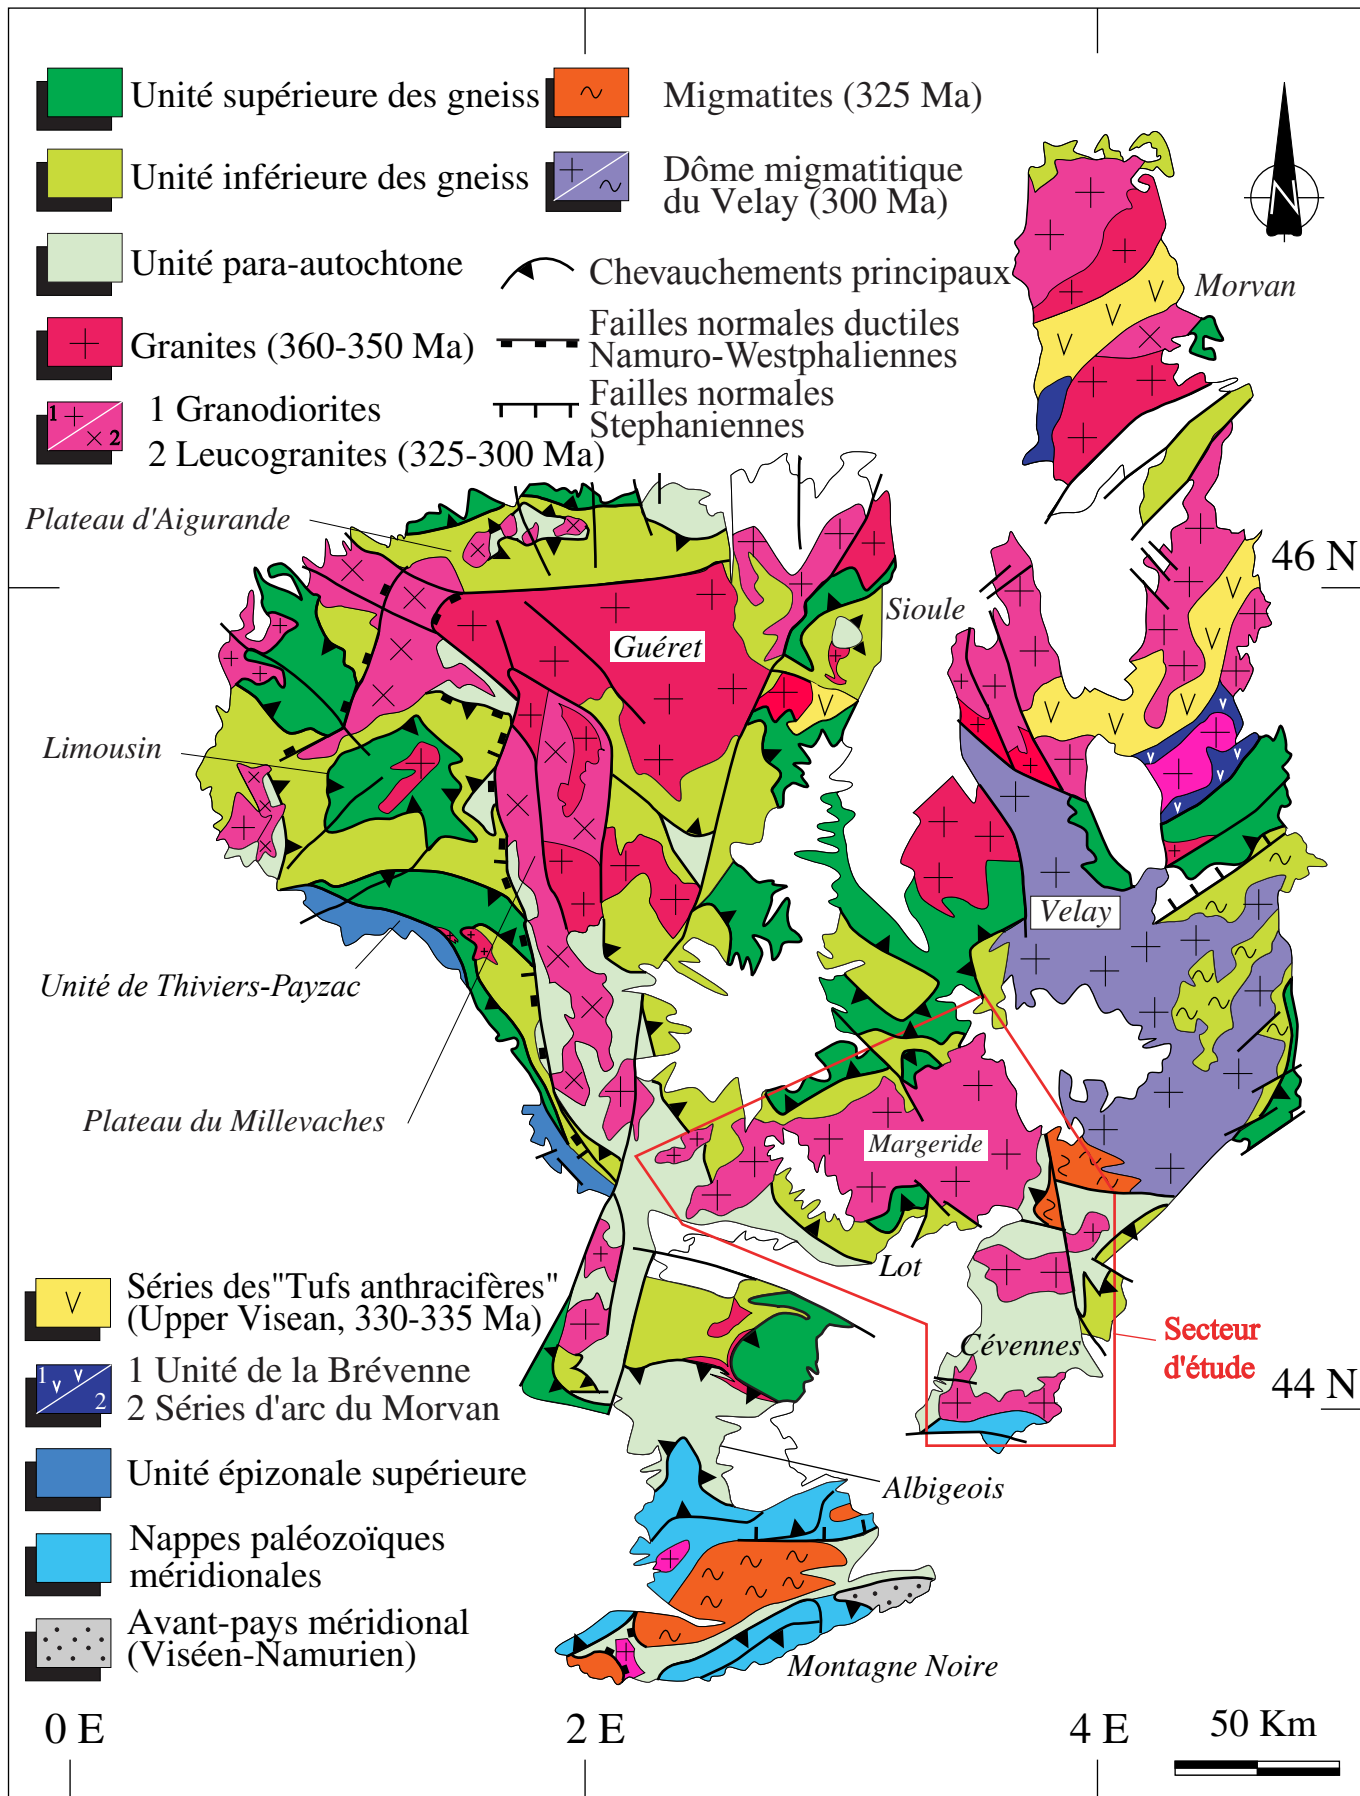 Unité supérieure des gneiss
Unité inférieure des gneiss
Unité para-autochtone
Granites (360-350 Ma)
1
2
1 Granodiorites
2 Leucogranites (325-300 Ma)
Migmatites (325 Ma)
Dôme migmatitique
du Velay (300 Ma)
Chevauchements principaux
Failles normales ductiles
Namuro-Westphaliennes
Failles normales
Stephaniennes
N
Morvan
Plateau d'Aigurande
46 N
Sioule
Guéret
Limousin
Velay
Unité de Thiviers-Payzac
Plateau du Millevaches
Margeride
Lot
Cévennes
Secteur
d'étude
44 N
Séries des"Tufs anthracifères"
(Upper Visean, 330-335 Ma)
1
2
1 Unité de la Brévenne
2 Séries d'arc du Morvan
Unité épizonale supérieure
Albigeois
Nappes paléozoïques
méridionales
Avant-pays méridional
(Viséen-Namurien)
Montagne Noire
0 E
2 E
4 E
50 Km